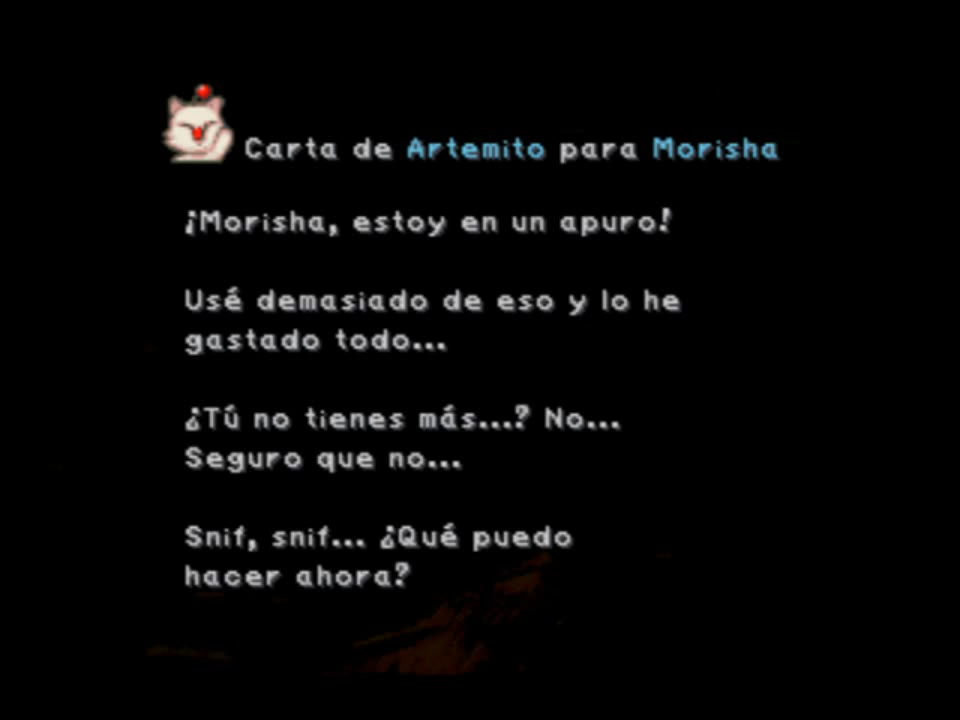 Carta de Artemito para Morisha
¡Morisha, estoy en un apuro!
Usé demasiado de eso y lo he
gastado todo...
¿Tú no tienes más...? No...
Seguro que no...
Snif, snif... ¿Qué puedo
hacer ahora?